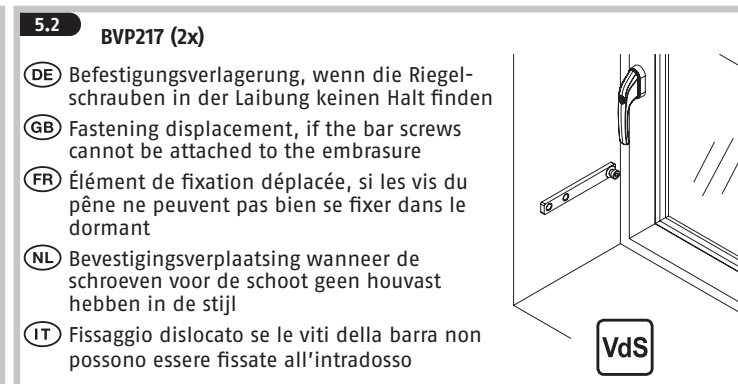 5.2
BVP217 (2x)
DE Befestigungsverlagerung, wenn die Riegel-
schrauben in der Laibung keinen Halt finden
GB Fastening displacement, if the bar screws
cannot be attached to the embrasure
FR Élément de fixation déplacée, si les vis du
pêne ne peuvent pas bien se fixer dans le
dormant
NL Bevestigingsverplaatsing wanneer de
schroeven voor de schoot geen houvast
hebben in de stijl
IT Fissaggio dislocato se le viti della barra non
possono essere fissate all'intradosso
VdS